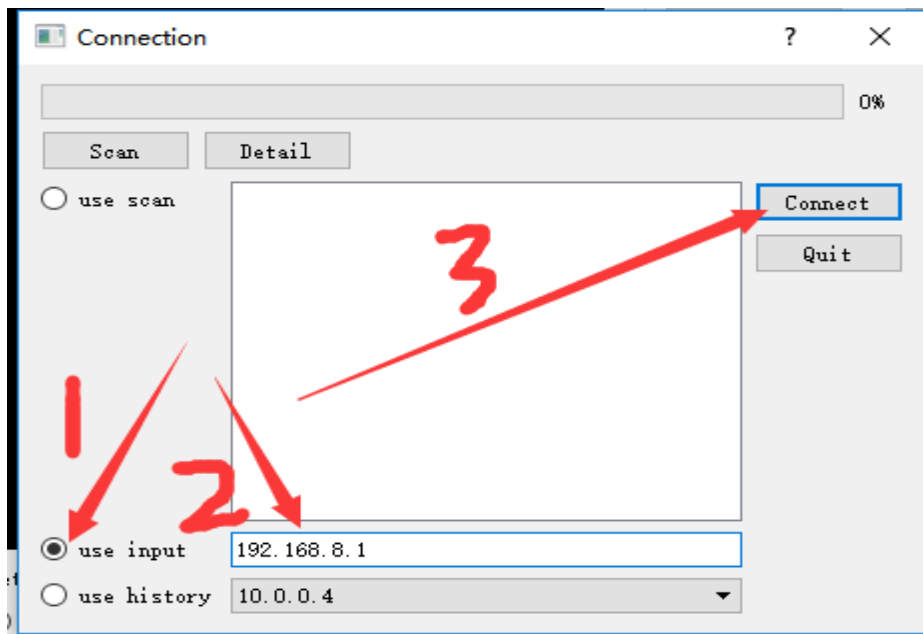 Connection
?
0%
Scan
Detail
use scan
Connect
3
Quit
1
2
use input
192.168.8.1
use history
10.0.0.4